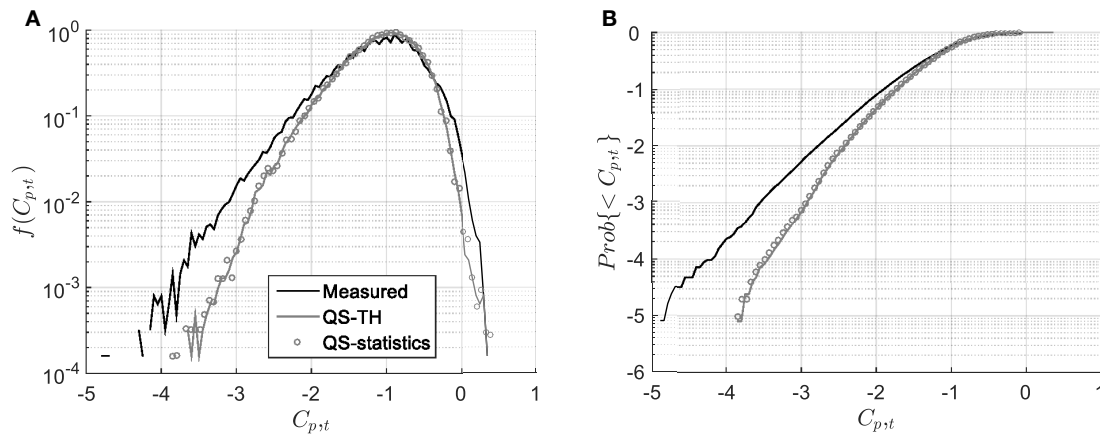 A
10^0
10^-1
10^-2
10^-3
10^-4
f(C_p,t)
-5 -4 -3 -2 -1 0 1
C_p,t
Measured
QS-TH
QS-statistics
B
0
-1
-2
-3
-4
-5
-6
Prob{< C_p,t}
-5 -4 -3 -2 -1 0 1
C_p,t